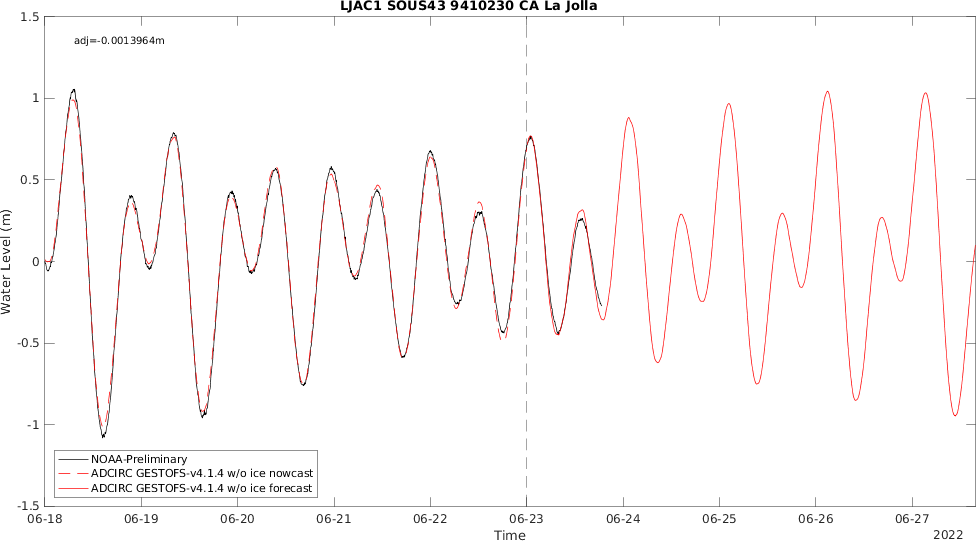 LJAC1 SOUS43 9410230 CA La Jolla
adj=-0.0013964m
1.5
1
0.5
0
-0.5
-1
-1.5
Water Level (m)
NOAA-Preliminary
ADCIRC GESTOFS-v4.1.4 w/o ice nowcast
ADCIRC GESTOFS-v4.1.4 w/o ice forecast
06-18 06-19 06-20 06-21 06-22 06-23 06-24 06-25 06-26 06-27
Time
2022